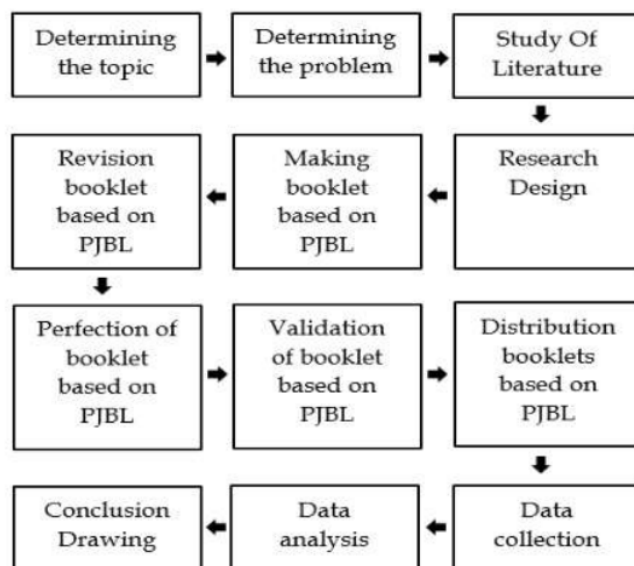 Determining
the topic
Determining
the problem
Study Of
Literature
Research
Design
Making
booklet
based on
PJBL
Revision
booklet
based on
PJBL
Perfection of
booklet
based on
PJBL
Validation
of booklet
based on
PJBL
Distribution
booklets
based on
PJBL
Data
collection
Data
analysis
Conclusion
Drawing